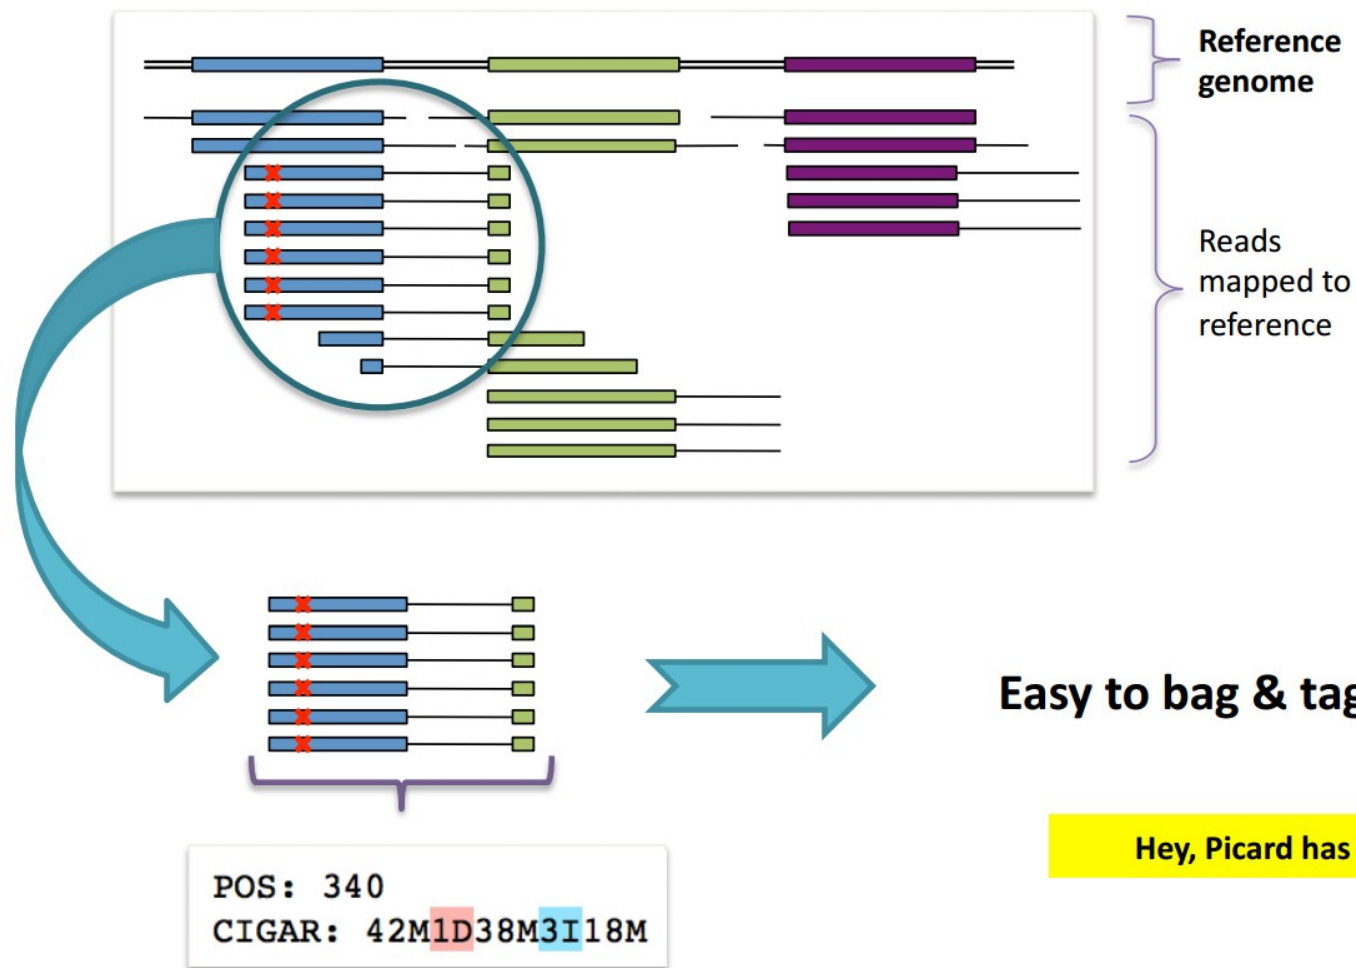 Reference
genome
Reads
mapped to
reference
Easy to bag & tag
Hey, Picard has
POS: 340
CIGAR: 42M1D38M3I18M